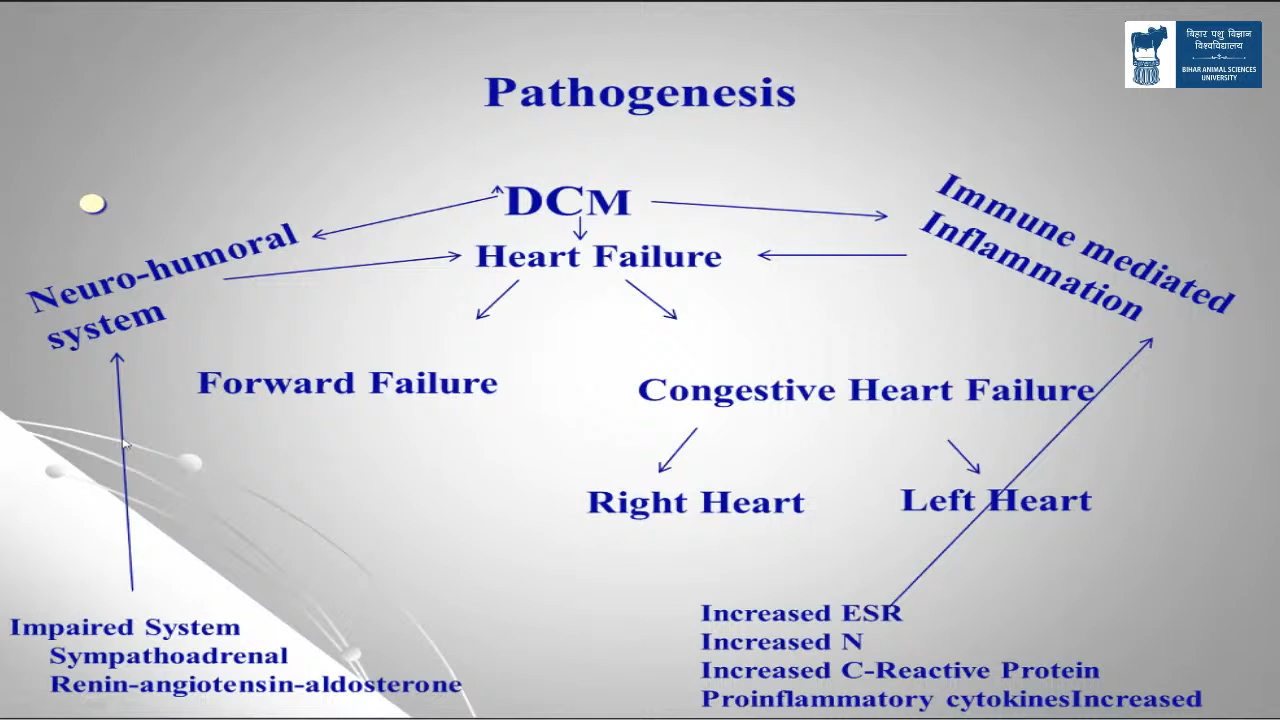 बिहार पशु विज्ञान
विश्वविद्यालय
BIHAR ANIMAL SCIENCES
UNIVERSITY
Pathogenesis
DCM
Heart Failure
Neuro-humoral
system
Immune mediated
Inflammation
Forward Failure
Congestive Heart Failure
Right Heart
Left Heart
Impaired System
Sympathoadrenal
Renin-angiotensin-aldosterone
Increased ESR
Increased N
Increased C-Reactive Protein
Proinflammatory cytokinesIncreased